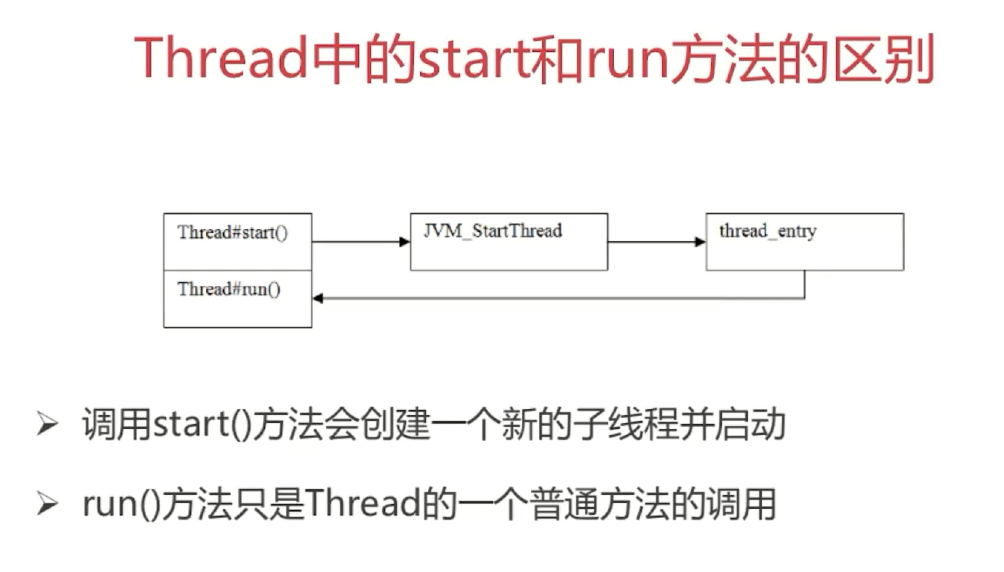 Thread中的start和run方法的区别
Thread#start()
JVM_StartThread
thread_entry
Thread#run()
调用start()方法会创建一个新的子线程并启动
run()方法只是Thread的一个普通方法的调用